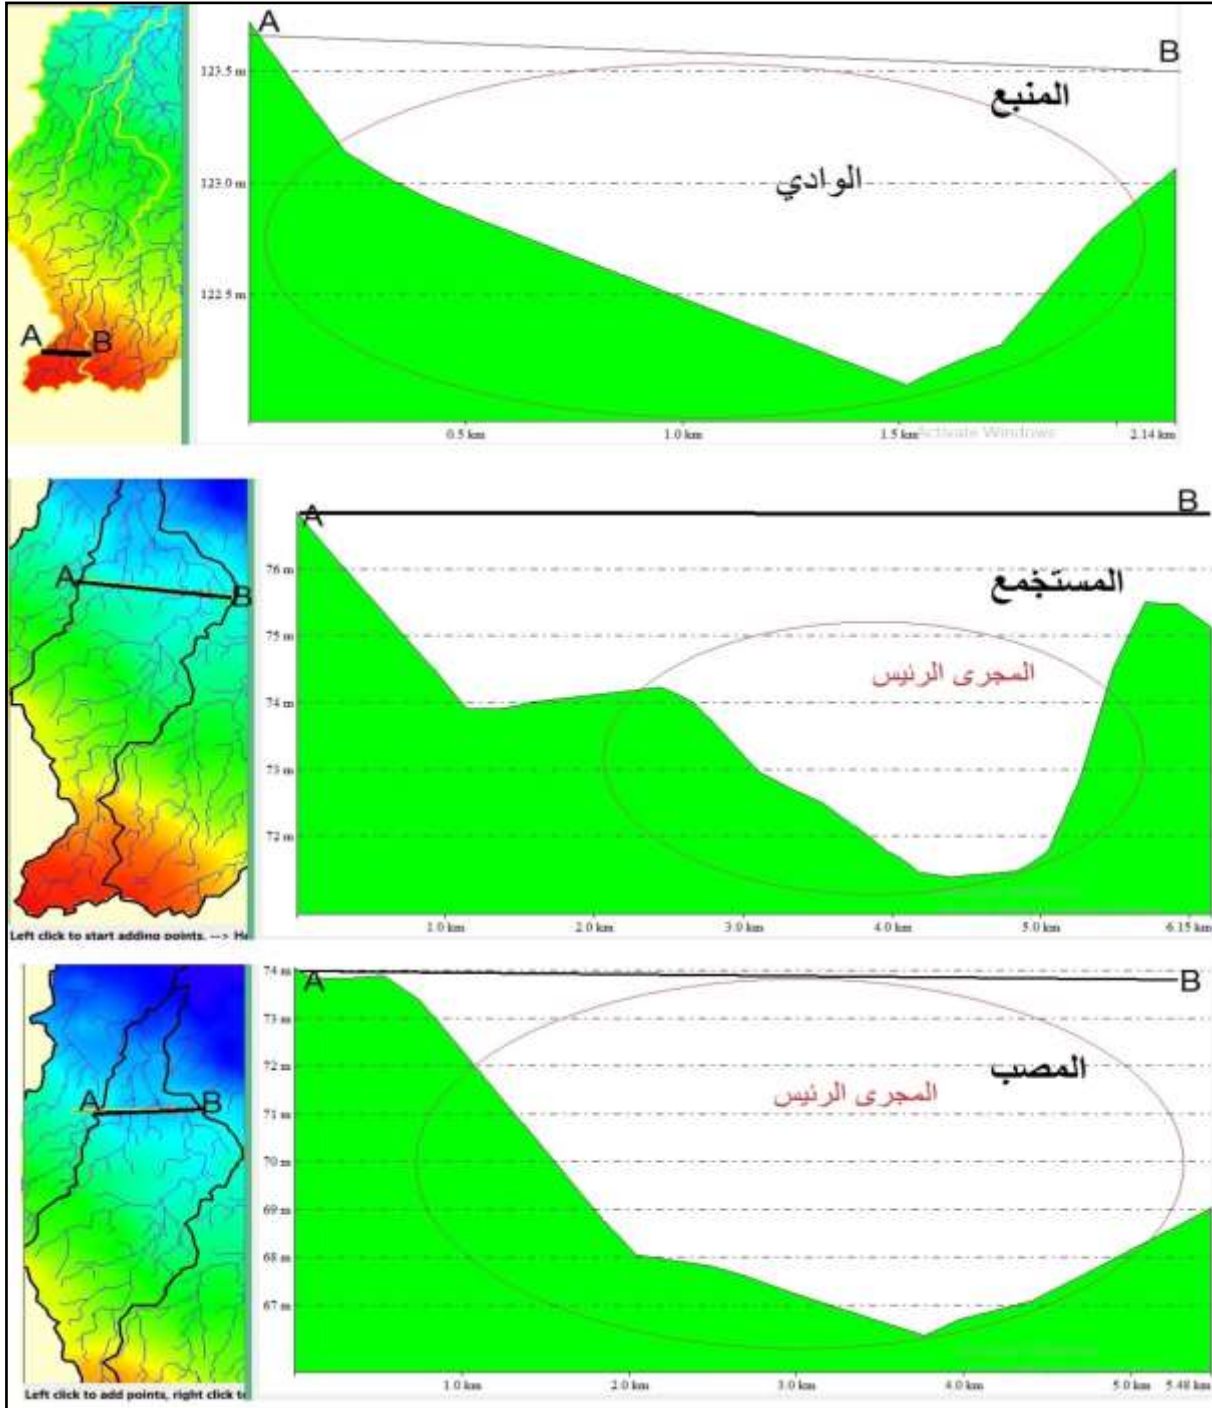 A
B
123.5 m
المنبع
الوادي
123.0 m
122.5 m
A
B
0.5 km
1.0 km
1.5 km
Activate Windows
2.14 km
A
B
76 m
المستجمع
75 m
المجرى الرئيس
74 m
73 m
72 m
A
B
1.0 km
2.0 km
3.0 km
4.0 km
5.0 km
6.15 km
Left click to start adding points. --> He
74 m
A
B
73 m
72 m
المصب
المجرى الرئيس
71 m
70 m
69 m
68 m
67 m
A
B
1.0 km
2.0 km
3.0 km
4.0 km
5.0 km
5.48 km
Left click to add points, right click to